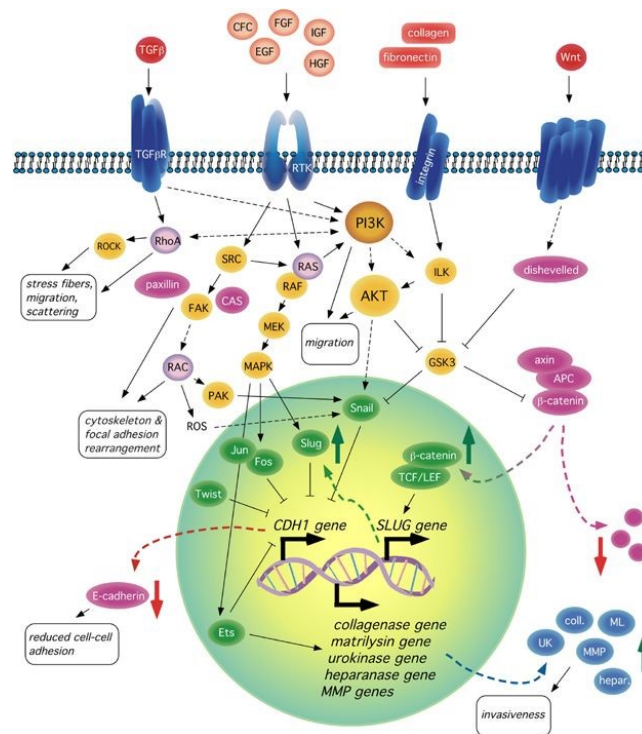 CFC
FGF
IGF
EGF
HGF
TGFβ
collagen
fibronectin
Wnt
TGFβR
RTK
integrin
PI3K
ROCK
RhoA
SRC
RAS
ILK
dishevelled
stress fibers,
migration,
scattering
paxillin
FAK
CAS
RAF
AKT
MEK
migration
GSK3
axin
APC
β-catenin
RAC
MAPK
PAK
ROS
Snail
cytoskeleton &
focal adhesion
rearrangement
Jun
Fos
Slug
β-catenin
TCF/LEF
Twist
CDH1 gene
SLUG gene
E-cadherin
reduced cell-cell
adhesion
Ets
collagenase gene
matrilysin gene
urokinase gene
heparanase gene
MMP genes
coll.
ML
UK
MMP
hepar.
invasiveness